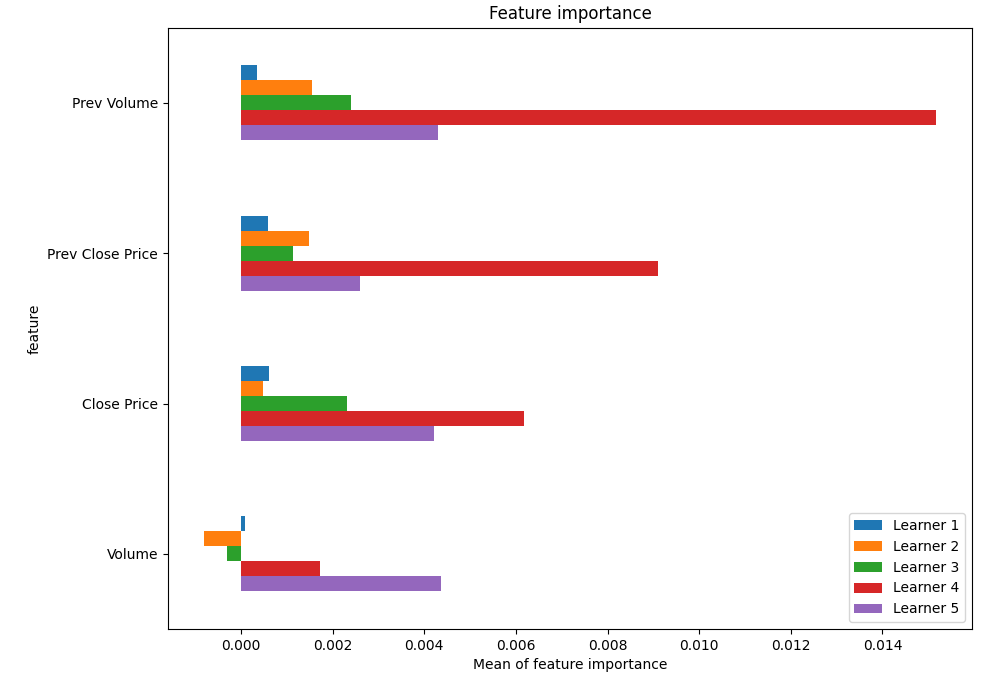 Feature importance
Prev Volume
Prev Close Price
feature
Close Price
Volume
Learner 1
Learner 2
Learner 3
Learner 4
Learner 5
0.000 0.002 0.004 0.006 0.008 0.010 0.012 0.014
Mean of feature importance